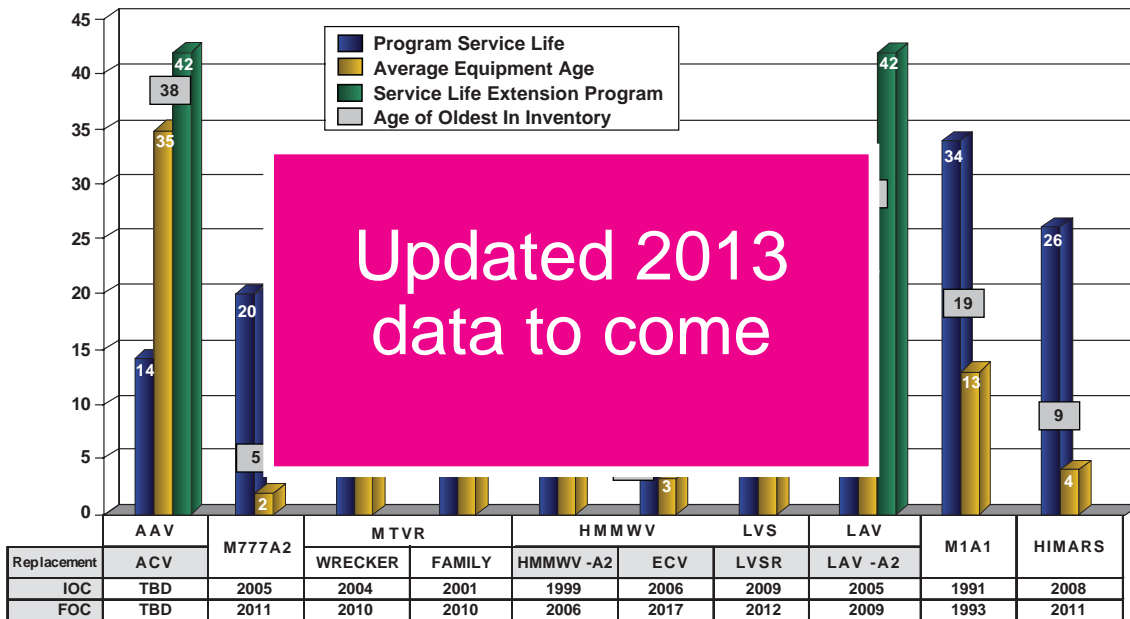 45
40
35
30
25
20
15
10
5
0
Program Service Life
Average Equipment Age
Service Life Extension Program
Age of Oldest In Inventory
14
38
35
42
20
5
2
Updated 2013
data to come
3
42
34
19
13
26
9
4
AAV M777A2 MTVR HMMWV LVS LAV M1A1 HIMARS
Replacement ACV WRECKER FAMILY HMMWV -A2 ECV LVSR LAV -A2
IOC TBD 2005 2004 2001 1999 2006 2009 2005 1991 2008
FOC TBD 2011 2010 2010 2006 2017 2012 2009 1993 2011